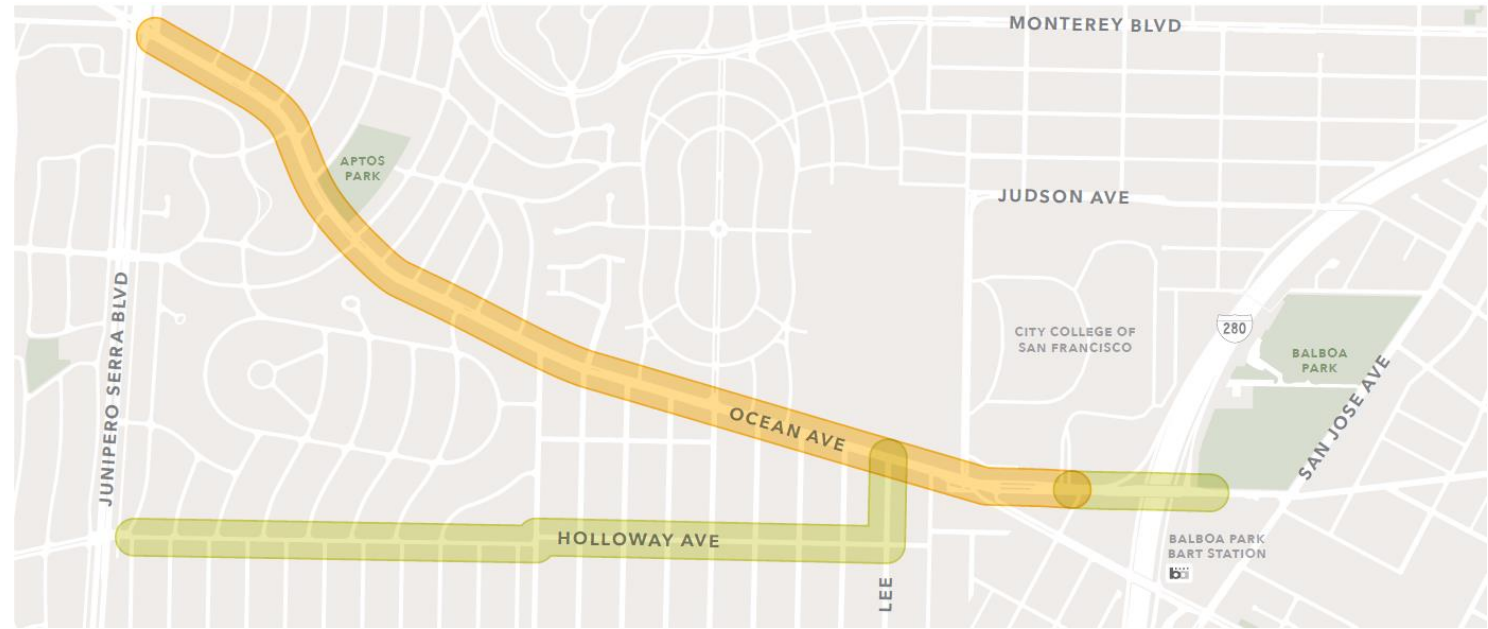 MONTEREY BLVD
APTOS
PARK
JUDSON AVE
JUNIPERO SERRA BLVD
280
CITY COLLEGE OF
SAN FRANCISCO
BALBOA
PARK
SAN JOSE AVE
OCEAN AVE
HOLLOWAY AVE
BALBOA PARK
BART STATION
LEE